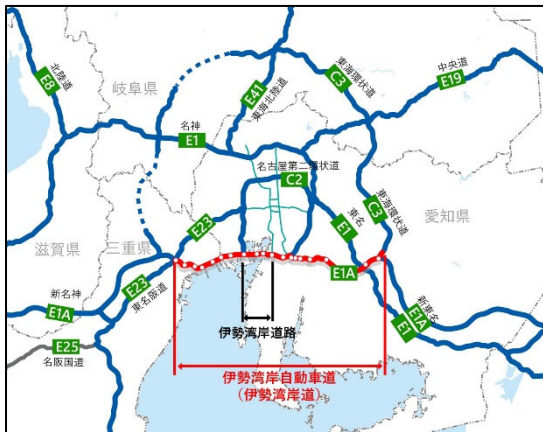 北陸道
E8
岐阜県
E41
東海北陸道
C3
東海環状道
中央道
E19
名神
E1
名古屋第二環状道
C2
東名
E1
E23
東海環状道
C3
愛知県
滋賀県
三重県
新名神
E1A
E23
東名阪道
E1A
E1
E1A
新東名
E25
名阪国道
伊勢湾岸道路
伊勢湾岸自動車道
(伊勢湾岸道)